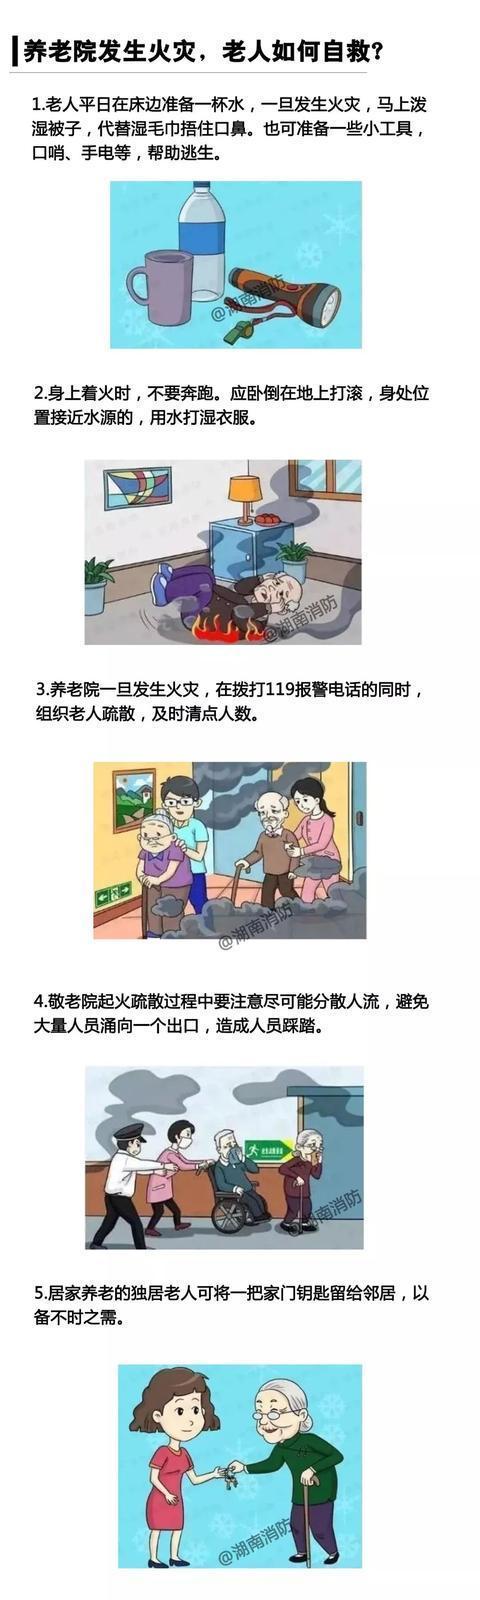 养老院发生火灾，老人如何自救?
1.老人平日在床边准备一杯水，一旦发生火灾，马上泼
湿被子，代替湿毛巾捂住口鼻。也可准备一些小工具，
口哨、手电等，帮助逃生。
@湖南消防
2.身上着火时，不要奔跑。应卧倒在地上打滚，身处位
置接近水源的，用水打湿衣服。
@湖南消防
3.养老院一旦发生火灾，在拨打119报警电话的同时，
组织老人疏散，及时清点人数。
@湖南消防
4.敬老院起火疏散过程中要注意尽可能分散人流，避免
大量人员涌向一个出口，造成人员踩踏。
@湖南消防
5.居家养老的独居老人可将一把家门钥匙留给邻居，以
备不时之需。
@湖南消防